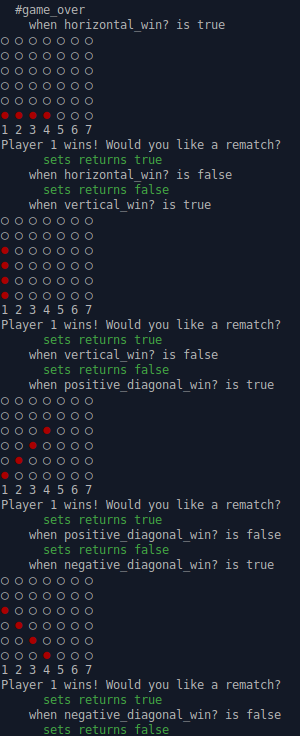 #game_over
when horizontal_win? is true
○ ○ ○ ○ ○ ○ ○
○ ○ ○ ○ ○ ○ ○
○ ○ ○ ○ ○ ○ ○
○ ○ ○ ○ ○ ○ ○
○ ○ ○ ○ ○ ○ ○
● ● ● ● ○ ○ ○
1 2 3 4 5 6 7
Player 1 wins! Would you like a rematch?
sets returns true
when horizontal_win? is false
sets returns false
when vertical_win? is true
○ ○ ○ ○ ○ ○ ○
○ ○ ○ ○ ○ ○ ○
● ○ ○ ○ ○ ○ ○
● ○ ○ ○ ○ ○ ○
● ○ ○ ○ ○ ○ ○
● ○ ○ ○ ○ ○ ○
1 2 3 4 5 6 7
Player 1 wins! Would you like a rematch?
sets returns true
when vertical_win? is false
sets returns false
when positive_diagonal_win? is true
○ ○ ○ ○ ○ ○ ○
○ ○ ○ ○ ○ ○ ○
○ ○ ○ ● ○ ○ ○
○ ○ ● ○ ○ ○ ○
○ ● ○ ○ ○ ○ ○
● ○ ○ ○ ○ ○ ○
1 2 3 4 5 6 7
Player 1 wins! Would you like a rematch?
sets returns true
when positive_diagonal_win? is false
sets returns false
when negative_diagonal_win? is true
○ ○ ○ ○ ○ ○ ○
○ ○ ○ ○ ○ ○ ○
● ○ ○ ○ ○ ○ ○
○ ● ○ ○ ○ ○ ○
○ ○ ● ○ ○ ○ ○
○ ○ ○ ● ○ ○ ○
1 2 3 4 5 6 7
Player 1 wins! Would you like a rematch?
sets returns true
when negative_diagonal_win? is false
sets returns false